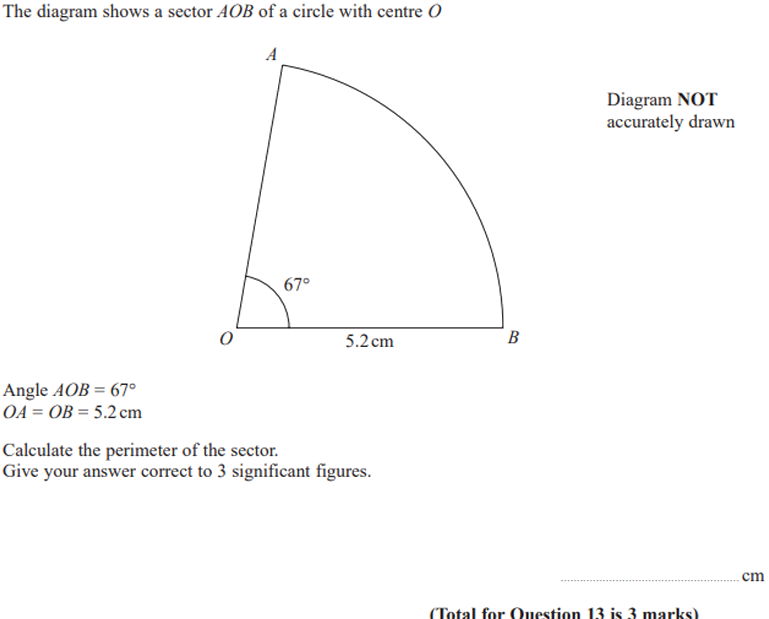 The diagram shows a sector AOB of a circle with centre O
A
Diagram NOT
accurately drawn
67°
O
5.2 cm
B
Angle AOB = 67°
OA = OB = 5.2 cm
Calculate the perimeter of the sector.
Give your answer correct to 3 significant figures.
........................................................... cm
(Total for Question 13 is 3 marks)